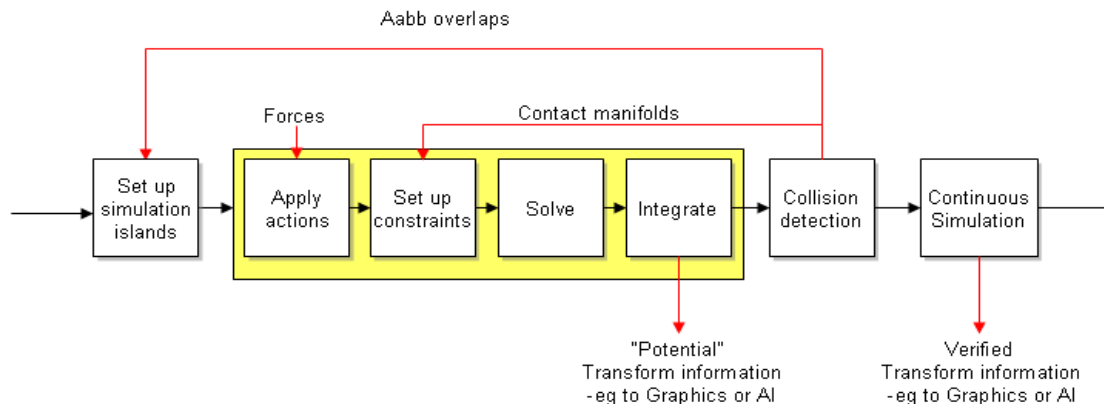 Aabb overlaps
Forces
Contact manifolds
Set up
simulation
islands
Apply
actions
Set up
constraints
Solve
Integrate
Collision
detection
Continuous
Simulation
"Potential"
Transform information
-eg to Graphics or AI
Verified
Transform information
-eg to Graphics or AI